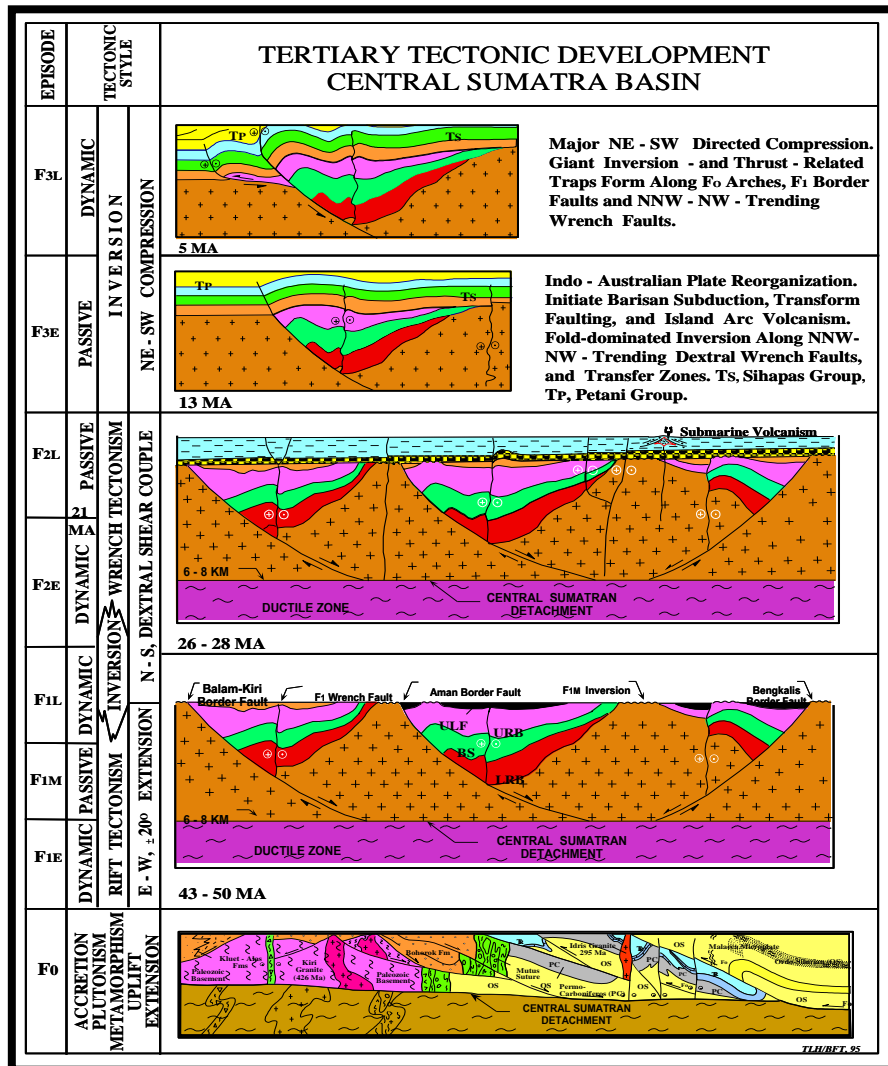 EPISODE
TECTONIC
STYLE
TERTIARY TECTONIC DEVELOPMENT
CENTRAL SUMATRA BASIN
F3L
DYNAMIC
INVERSION
NE - SW COMPRESSION
TP
TS
5 MA
Major NE - SW Directed Compression.
Giant Inversion - and Thrust - Related
Traps Form Along Fo Arches, F1 Border
Faults and NNW - NW - Trending
Wrench Faults.
F3E
PASSIVE
TP
TS
13 MA
Indo - Australian Plate Reorganization.
Initiate Barisan Subduction, Transform
Faulting, and Island Arc Volcanism.
Fold-dominated Inversion Along NNW-
NW - Trending Dextral Wrench Faults,
and Transfer Zones. Ts, Sihapas Group,
TP, Petani Group.
F2L
PASSIVE
21
MA
WRENCH TECTONISM
N - S, DEXTRAL SHEAR COUPLE
Submarine Volcanism
F2E
DYNAMIC
6 - 8 KM
DUCTILE ZONE
CENTRAL SUMATRAN
DETACHMENT
26 - 28 MA
INVERSION
F1L
DYNAMIC
Balam-Kiri
Border Fault
F1 Wrench Fault
Aman Border Fault
F1M Inversion
Bengkalis
Border Fault
ULF
URB
BS
LRB
F1M
PASSIVE
RIFT TECTONISM
E - W, ±20° EXTENSION
6 - 8 KM
F1E
DYNAMIC
DUCTILE ZONE
CENTRAL SUMATRAN
DETACHMENT
43 - 50 MA
F0
ACCRETION
PLUTONISM
METAMORPHISM
UPLIFT
EXTENSION
Paleozoic
Basement
Kluet - Alas
Fms
Kiri
Granite
(426 Ma)
Paleozoic
Basement
Bohorok Fm
OS
Mutus
Suture
PC
Idris Granite
295 Ma
OS
Permo-
Carboniferos (PC)
OS
PC
OS
PC
Malaya Microplate
OS
CENTRAL SUMATRAN
DETACHMENT
TLH/BFT, 95